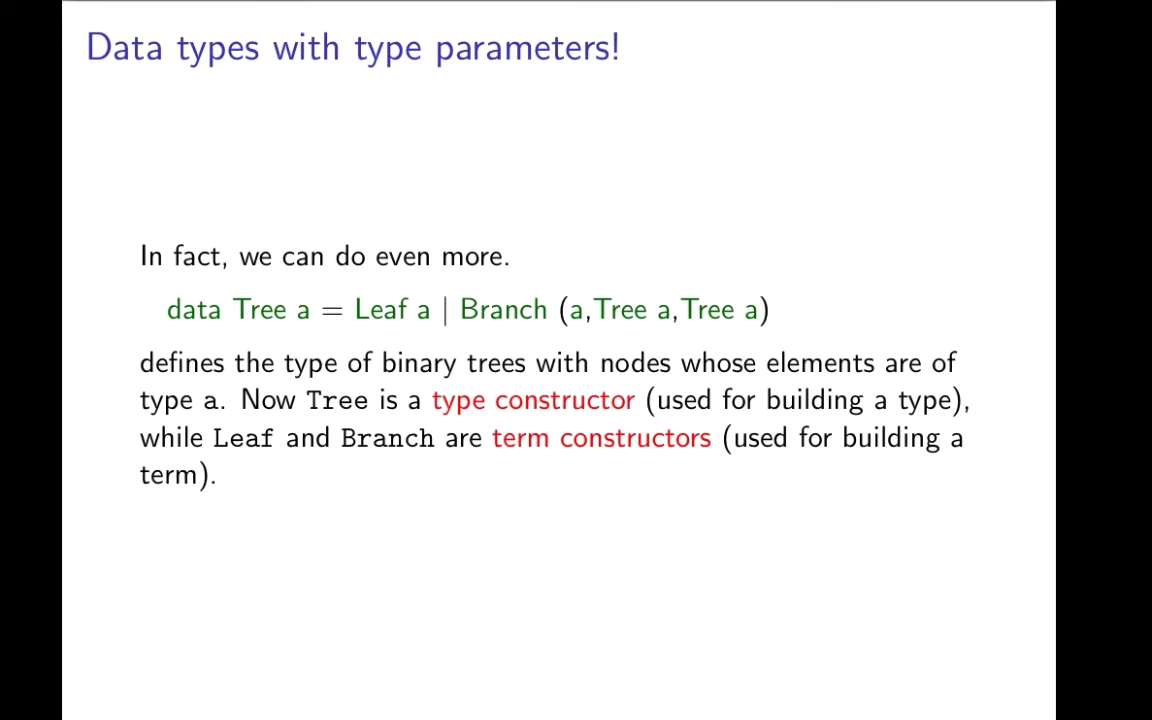 Data types with type parameters!
In fact, we can do even more.
data Tree a = Leaf a | Branch (a,Tree a,Tree a)
defines the type of binary trees with nodes whose elements are of
type a. Now Tree is a type constructor (used for building a type),
while Leaf and Branch are term constructors (used for building a
term).